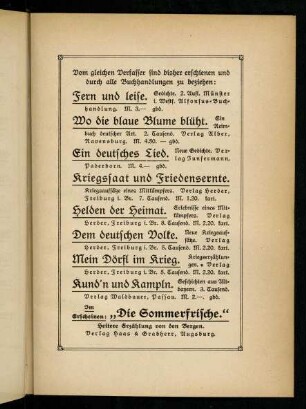 Vom gleichen Verfasser sind bisher erschienen und
durch alle Buchhandlungen zu beziehen:
Fern und leise. Gedichte. 2. Aufl. Münster
i. Westf. Alfonsus-Buch-
handlung. M. 3.— gbd.
Wo die blaue Blume blüht. Ein
Reim-
buch deutscher Art. 2. Tausend. Verlag Alber,
Ravensburg. M. 4.50. — gbd.
Ein deutsches Lied. Neue Gedichte. Ver-
lag Junfermann,
Paderborn. M. 4.— gbd.
Kriegssaat und Friedensernte.
Kriegsaufsätze eines Mitkämpfers. Verlag Herder,
Freiburg i. Br. 7. Tausend. M. 2.20. kart.
Helden der Heimat. Erlebnisse eines Mit-
kämpfers. Verlag
Herder, Freiburg i. Br. 8. Tausend. M. 2.20. kart.
Dem deutschen Volke. Neue Kriegsauf-
sätze. Verlag
Herder, Freiburg i. Br. 8. Tausend. M. 2.20. kart.
Mein Dörfl im Krieg. Kriegserzählun-
gen. Verlag
Herder, Freiburg i. Br. 8. Tausend. M. 2.20. kart.
Kund'n und Kampln. Geschichten aus Alt-
bayern. 3. Tausend.
Verlag Waldbauer, Passau. M. 2.—. gbd.
Im
Erscheinen: „Die Sommerfrische.“
Heitere Erzählung von den Bergen.
Verlag Haas & Grabherr, Augsburg.